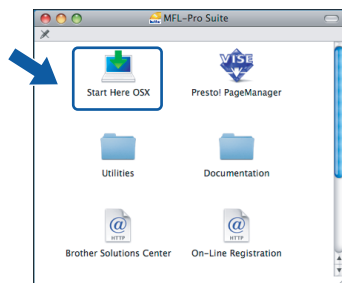 MFL-Pro Suite
VISE
Start Here OSX
Presto! PageManager
Utilities
Documentation
@
HTTP
@
HTTP
Brother Solutions Center
On-Line Registration